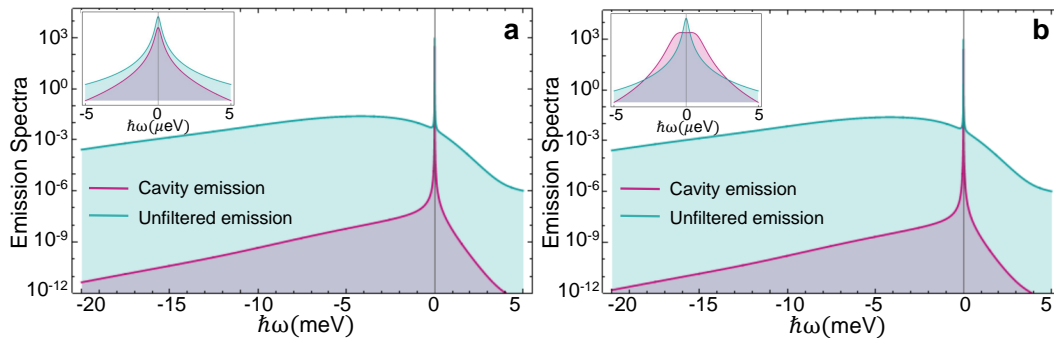 a
10³
10⁰
10⁻³
10⁻⁶
10⁻⁹
10⁻¹²
Emission Spectra
-5 0 5
ħω(μeV)
Cavity emission
Unfiltered emission
-20 -15 -10 -5 0 5
ħω(meV)
b
10³
10⁰
10⁻³
10⁻⁶
10⁻⁹
10⁻¹²
Emission Spectra
-5 0 5
ħω(μeV)
Cavity emission
Unfiltered emission
-20 -15 -10 -5 0 5
ħω(meV)